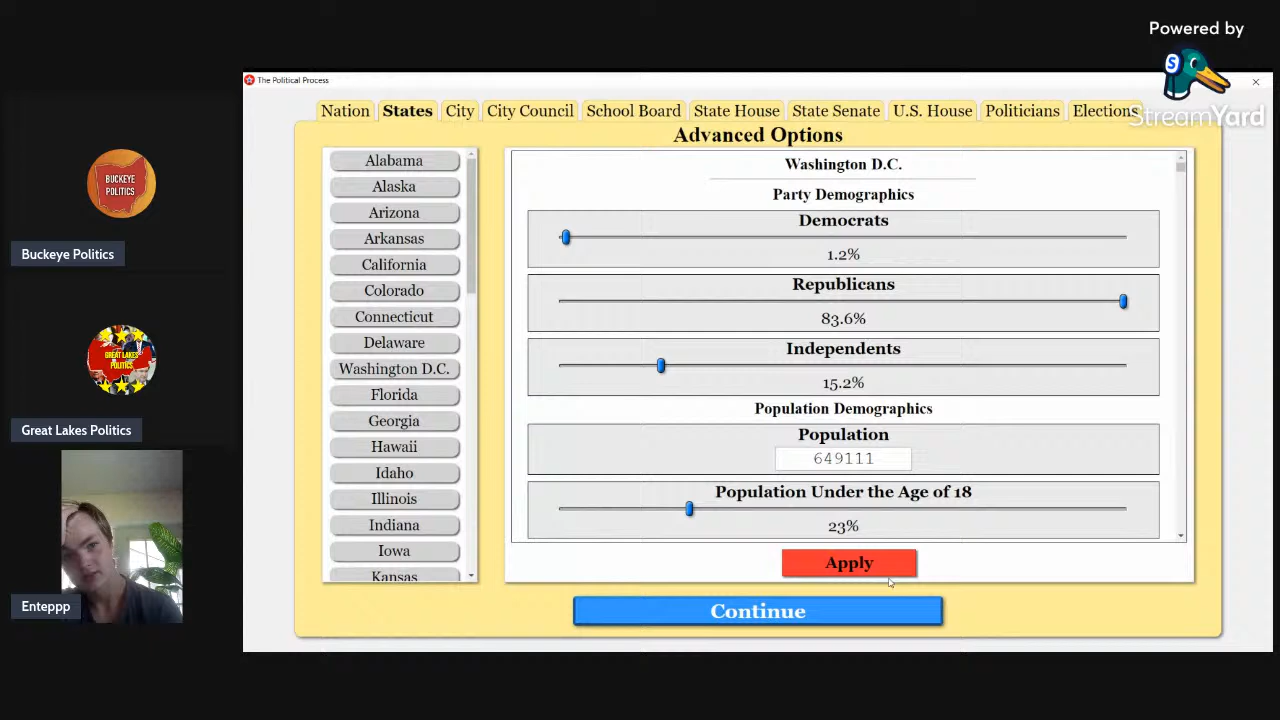 Powered by
S
StreamYard
The Political Process
Nation States City City Council School Board State House State Senate U.S. House Politicians Elections
Advanced Options
Alabama
Alaska
Arizona
Arkansas
California
Colorado
Connecticut
Delaware
Washington D.C.
Florida
Georgia
Hawaii
Idaho
Illinois
Indiana
Iowa
Kansas
Washington D.C.
Party Demographics
Democrats
1.2%
Republicans
83.6%
Independents
15.2%
Population Demographics
Population
649111
Population Under the Age of 18
23%
Apply
Continue
BUCKEYE
POLITICS
Buckeye Politics
GREAT LAKES
POLITICS
Great Lakes Politics
Enteppp